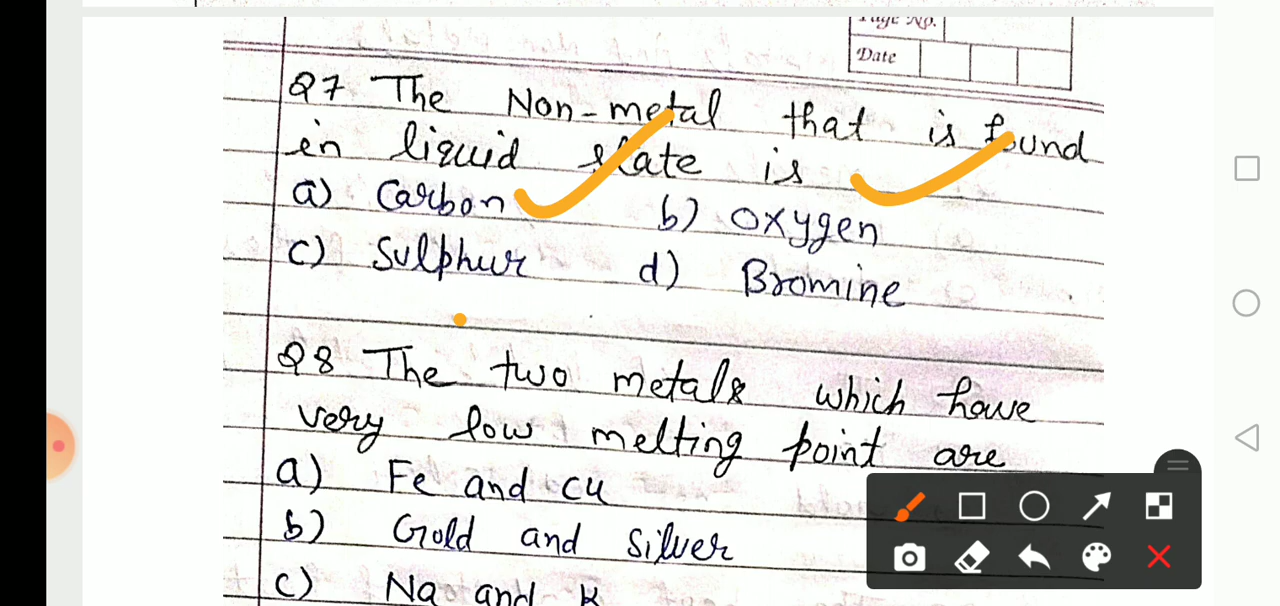 Page No.
Date
Q7 The Non-metal that is found
in liquid state is
a) Carbon b) Oxygen
c) Sulphur d) Bromine
Q8 The two metals which have
very low melting point are
a) Fe and Cu
b) Gold and Silver
c) Na and K